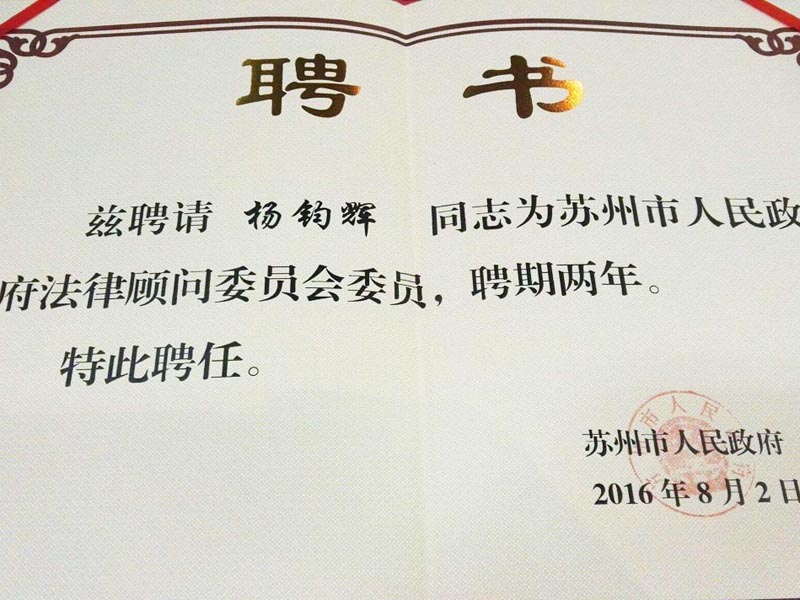 聘书
兹聘请 杨钧辉 同志为苏州市人民政
府法律顾问委员会委员，聘期两年。
特此聘任。
苏州市人民政府
2016年8月2日